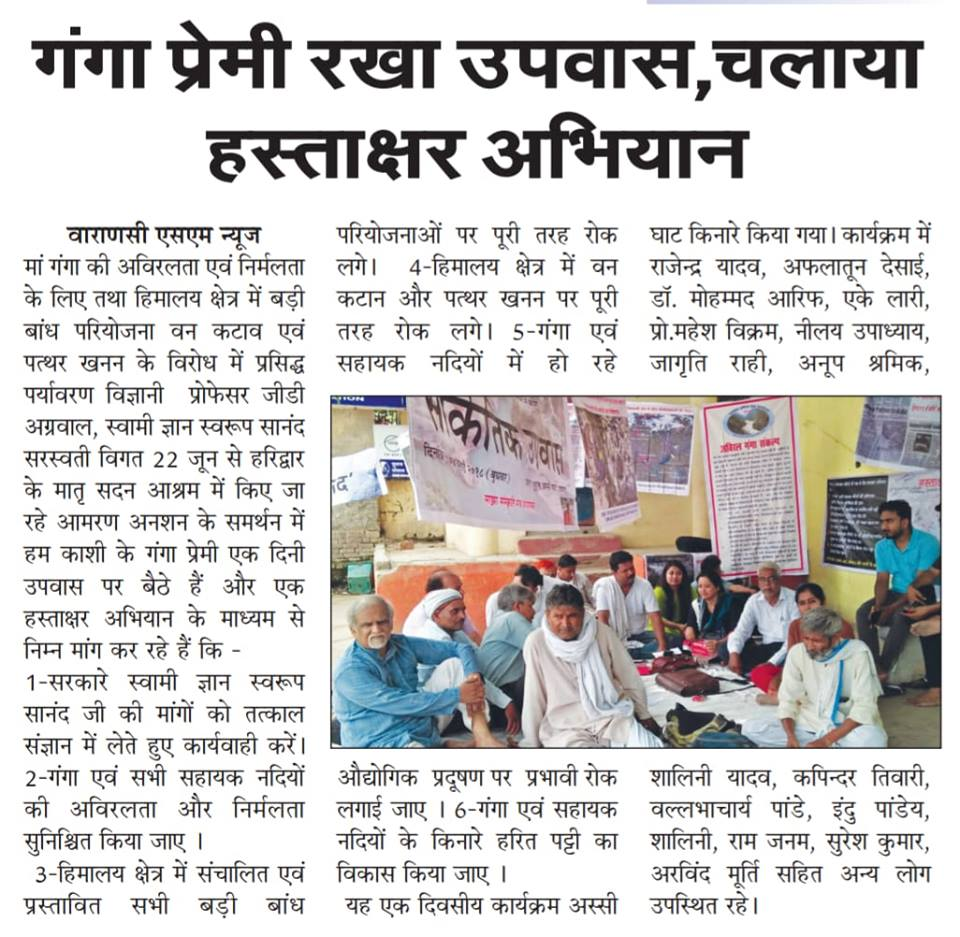 गंगा प्रेमी रखा उपवास,चलाया
हस्ताक्षर अभियान
वाराणसी एसएम न्यूज
मां गंगा की अविरलता एवं निर्मलता
के लिए तथा हिमालय क्षेत्र में बड़ी
बांध परियोजना वन कटाव एवं
पत्थर खनन के विरोध में प्रसिद्ध
पर्यावरण विज्ञानी प्रोफेसर जीडी
अग्रवाल, स्वामी ज्ञान स्वरूप सानंद
सरस्वती विगत 22 जून से हरिद्वार
के मातृ सदन आश्रम में किए जा
रहे आमरण अनशन के समर्थन में
हम काशी के गंगा प्रेमी एक दिनी
उपवास पर बैठे हैं और एक
हस्ताक्षर अभियान के माध्यम से
निम्न मांग कर रहे हैं कि -
1-सरकारे स्वामी ज्ञान स्वरूप
सानंद जी की मांगों को तत्काल
संज्ञान में लेते हुए कार्यवाही करें।
2-गंगा एवं सभी सहायक नदियों
की अविरलता और निर्मलता
सुनिश्चित किया जाए ।
3-हिमालय क्षेत्र में संचालित एवं
प्रस्तावित सभी बड़ी बांध
परियोजनाओं पर पूरी तरह रोक
लगे। 4-हिमालय क्षेत्र में वन
कटान और पत्थर खनन पर पूरी
तरह रोक लगे। 5-गंगा एवं
सहायक नदियों में हो रहे
सांकेतिक उपवास
दिनांक
२०१८ (बुधवार)
साझा संस्कृति मंच
अविरल गंगा संकल्प
औद्योगिक प्रदूषण पर प्रभावी रोक
लगाई जाए । 6-गंगा एवं सहायक
नदियों के किनारे हरित पट्टी का
विकास किया जाए ।
यह एक दिवसीय कार्यक्रम अस्सी
घाट किनारे किया गया। कार्यक्रम में
राजेन्द्र यादव, अफलातून देसाई,
डॉ. मोहम्मद आरिफ, एके लारी,
प्रो.महेश विक्रम, नीलय उपाध्याय,
जागृति राही, अनूप श्रमिक,
शालिनी यादव, कपिन्दर तिवारी,
वल्लभाचार्य पांडे, इंदु पांडेय,
शालिनी, राम जनम, सुरेश कुमार,
अरविंद मूर्ति सहित अन्य लोग
उपस्थित रहे।